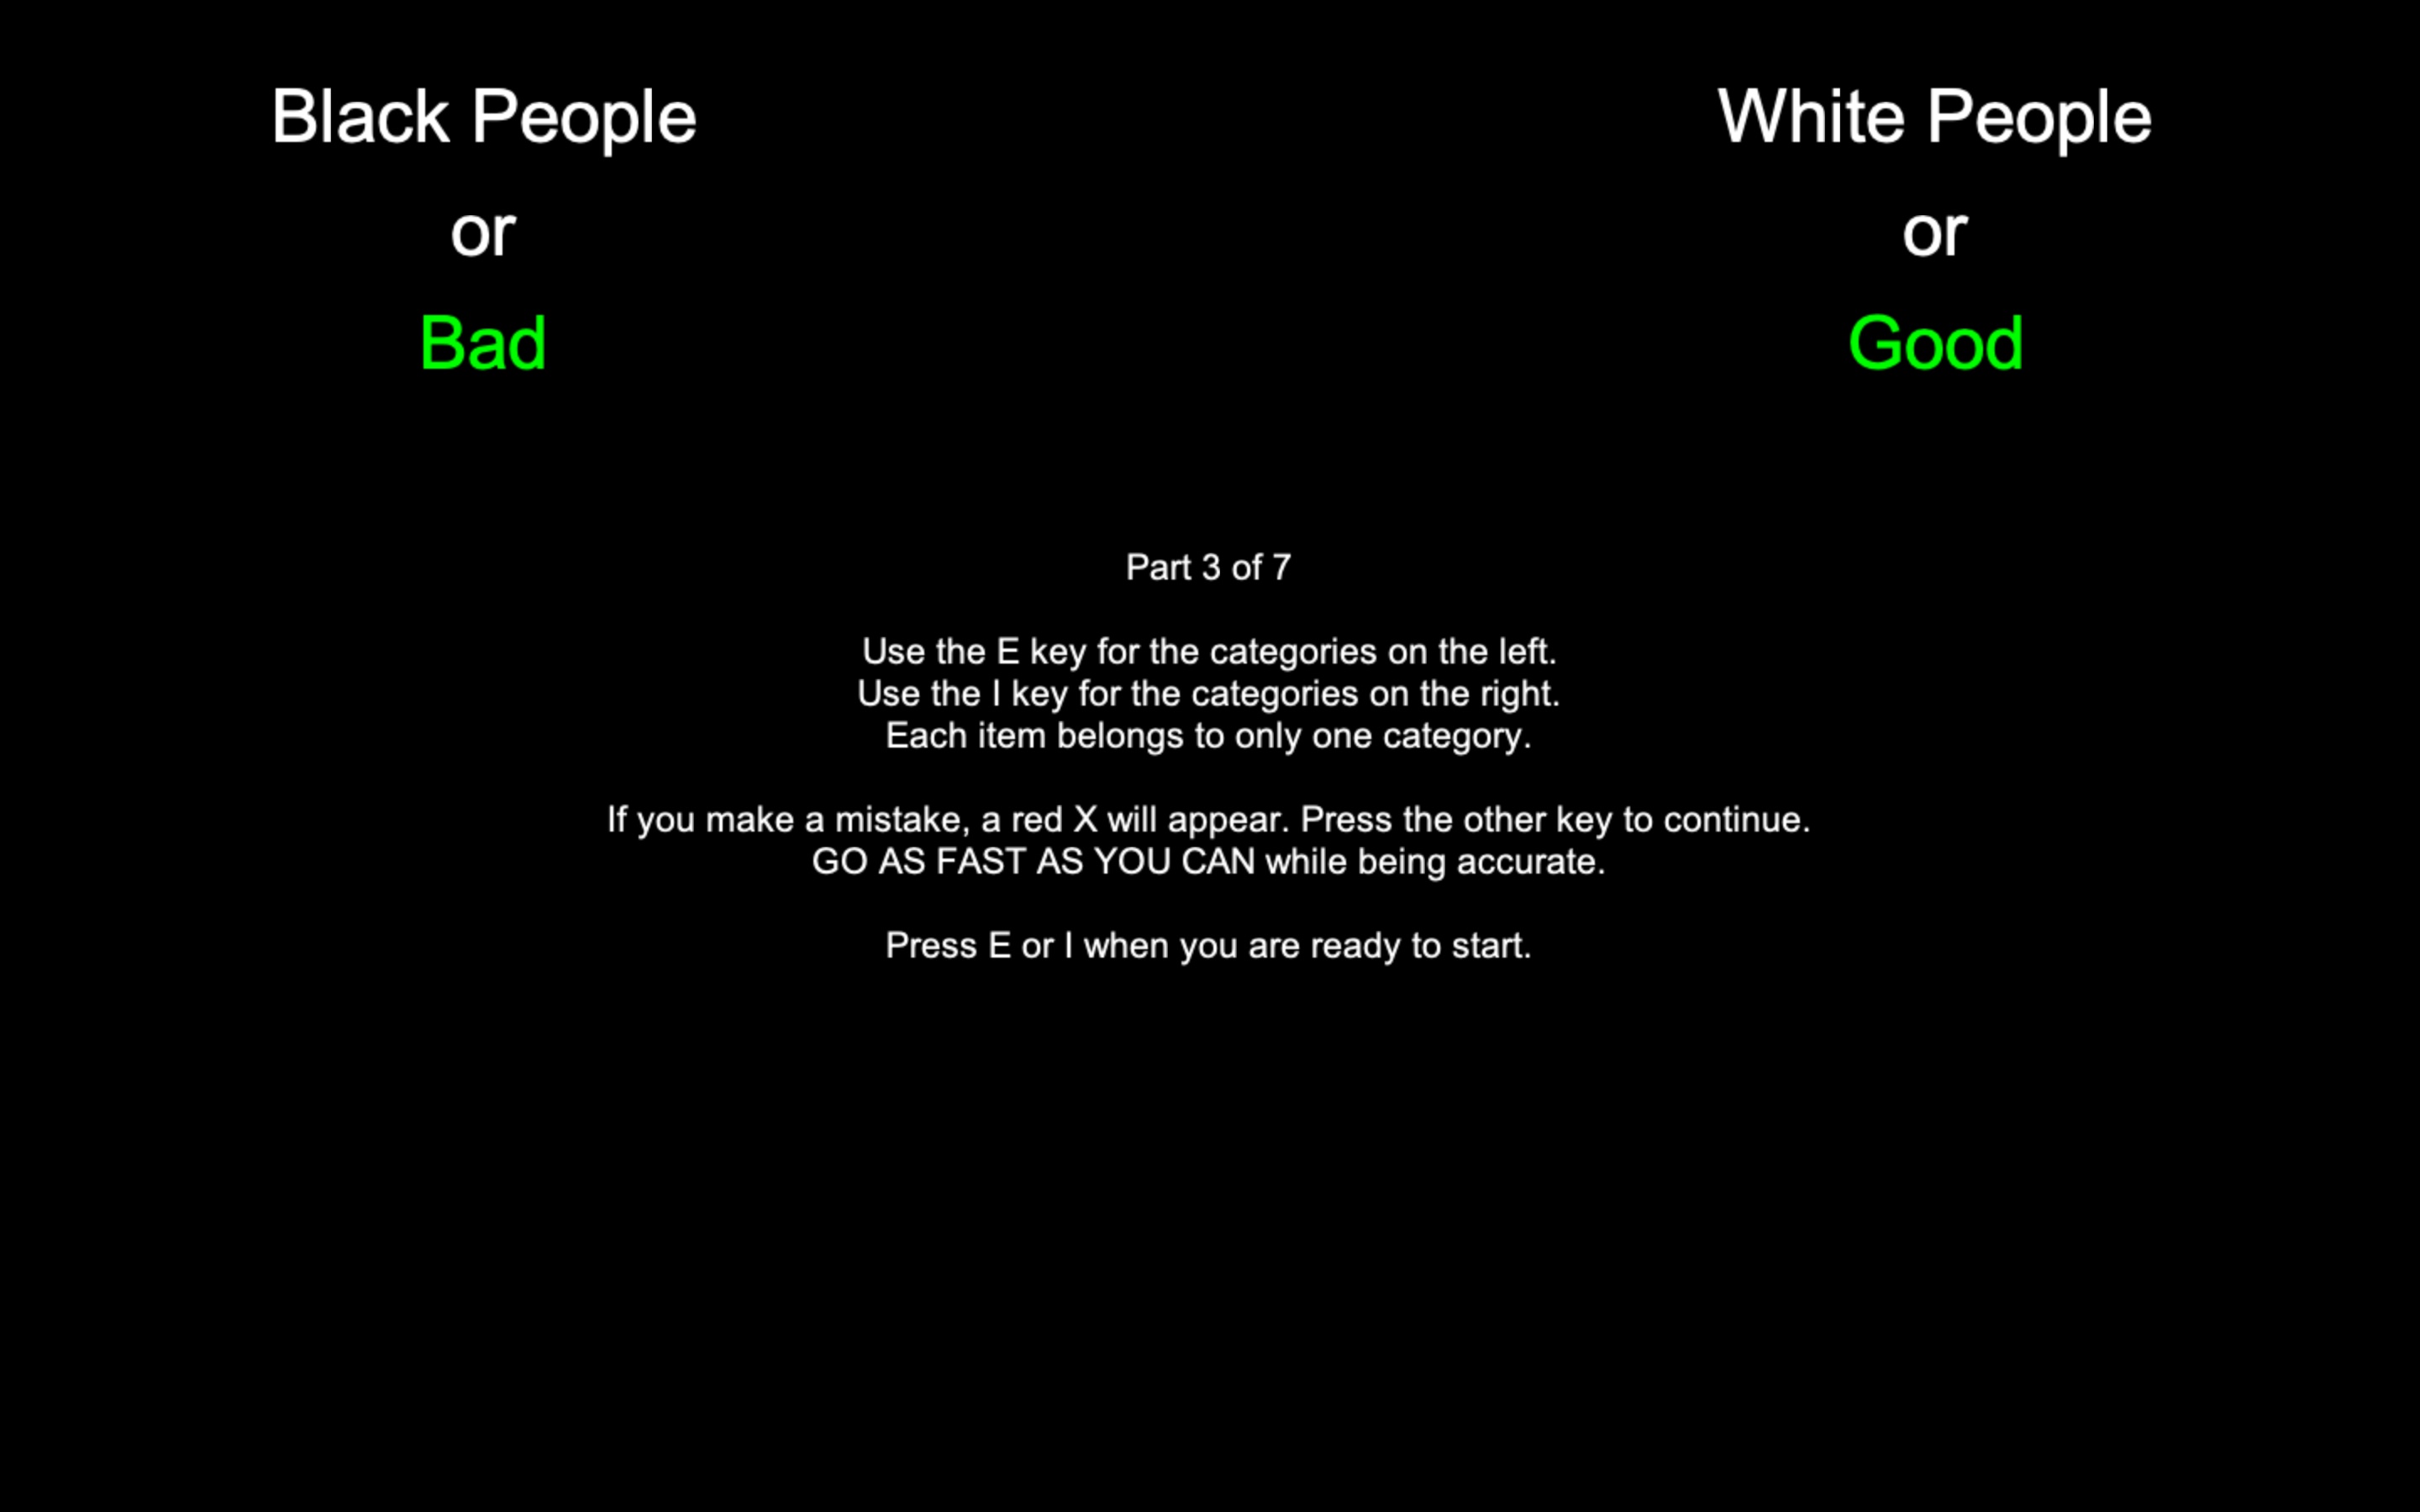 Black People
or
Bad
White People
or
Good
Part 3 of 7
Use the E key for the categories on the left.
Use the I key for the categories on the right.
Each item belongs to only one category.
If you make a mistake, a red X will appear. Press the other key to continue.
GO AS FAST AS YOU CAN while being accurate.
Press E or I when you are ready to start.